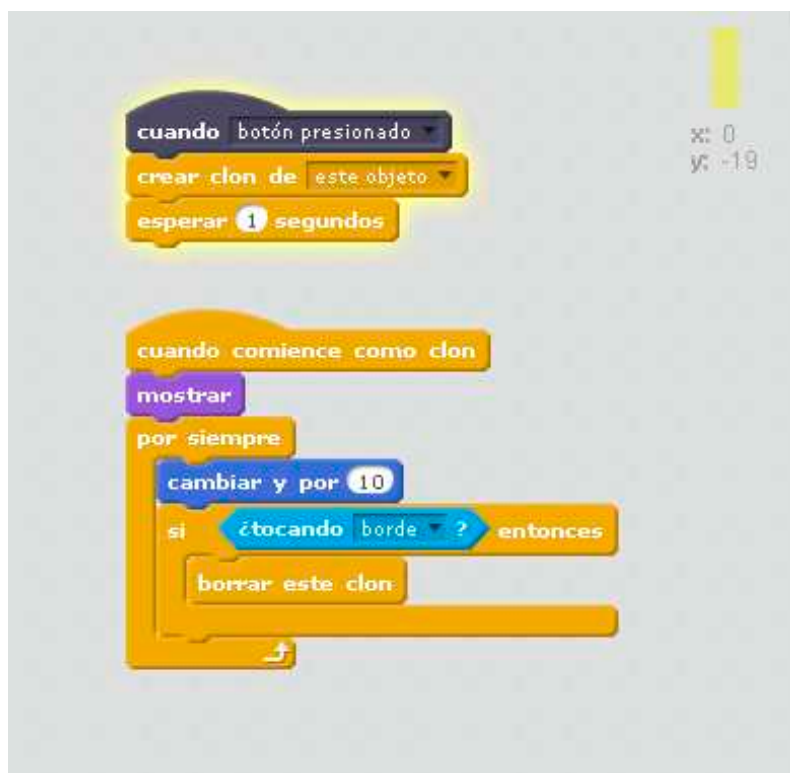 cuando botón presionado
x: 0
crear clon de este objeto
y: -19
esperar 1 segundos
cuando comience como clon
mostrar
por siempre
cambiar y por 10
si ¿tocando borde ? entonces
borrar este clon